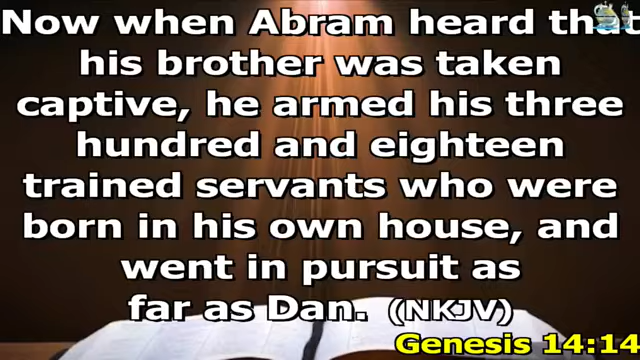 Now when Abram heard that
his brother was taken
captive, he armed his three
hundred and eighteen
trained servants who were
born in his own house, and
went in pursuit as
far as Dan. (NKJV)
Genesis 14:14